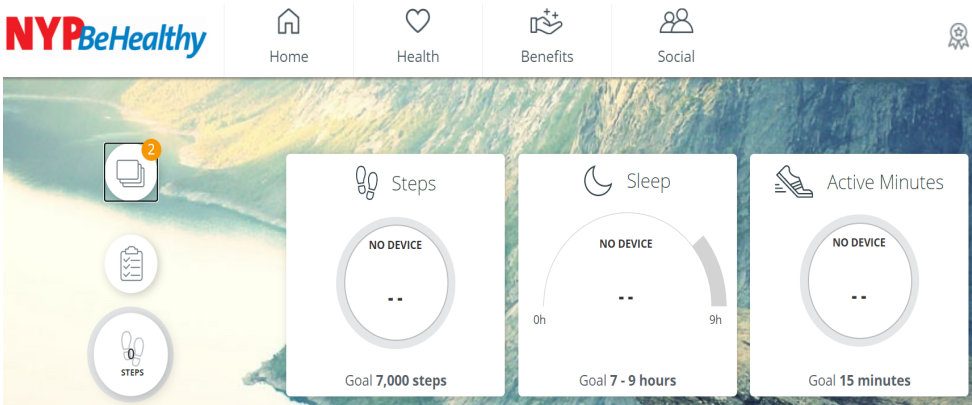 NYPBeHealthy
Home
Health
Benefits
Social
2
0
STEPS
Steps
NO DEVICE
--
Goal 7,000 steps
Sleep
NO DEVICE
--
0h
9h
Goal 7 - 9 hours
Active Minutes
NO DEVICE
--
Goal 15 minutes